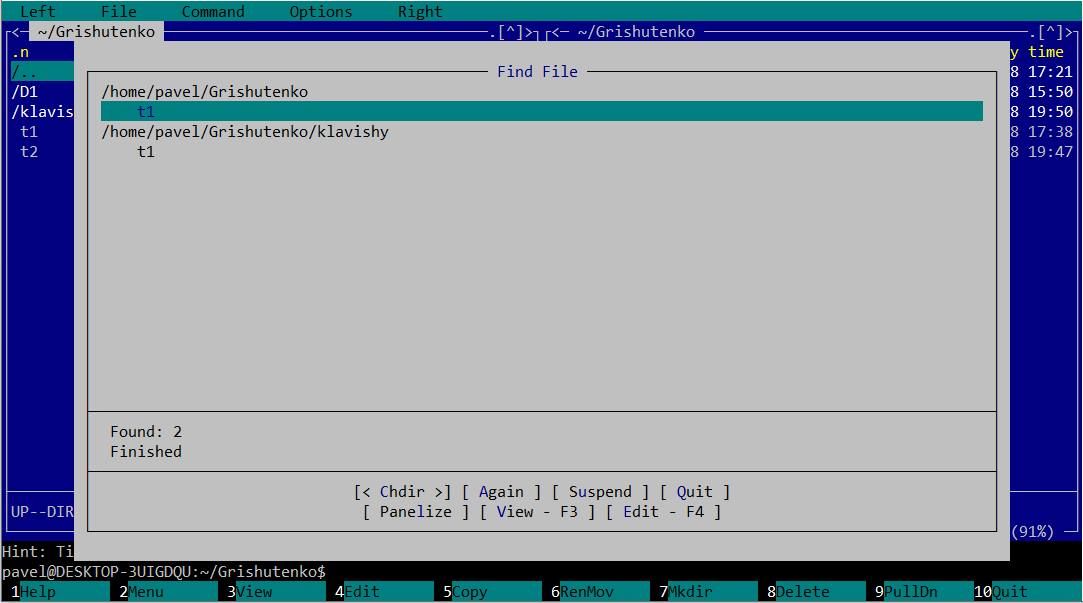 Left File Command Options Right
<─ ~/Grishutenko .[^]> <─ ~/Grishutenko .[^]>
.n y time
/.. 8 17:21
/D1 8 15:50
/klavis 8 19:50
t1 8 17:38
t2 8 19:47
Find File
/home/pavel/Grishutenko
t1
/home/pavel/Grishutenko/klavishy
t1
Found: 2
Finished
[< Chdir >] [ Again ] [ Suspend ] [ Quit ]
[ Panelize ] [ View - F3 ] [ Edit - F4 ]
UP--DIR
(91%)
Hint: Ti
pavel@DESKTOP-3UIGDQU:~/Grishutenko$
1Help 2Menu 3View 4Edit 5Copy 6RenMov 7Mkdir 8Delete 9PullDn 10Quit